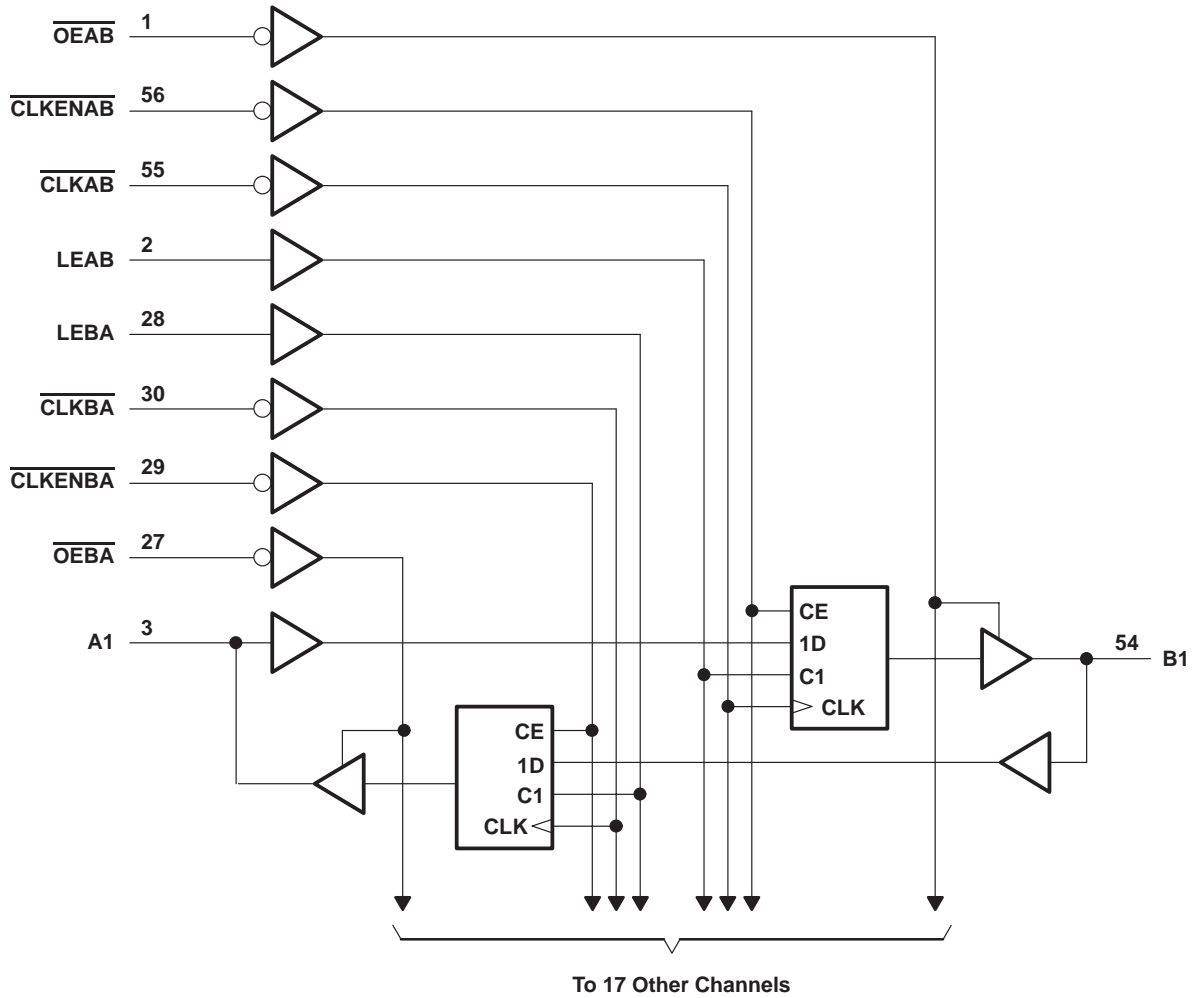 OEAB 1
CLKENAB 56
CLKAB 55
LEAB 2
LEBA 28
CLKBA 30
CLKENBA 29
OEBA 27
A1 3
CE
1D
C1
CLK
54 B1
CE
1D
C1
CLK
To 17 Other Channels